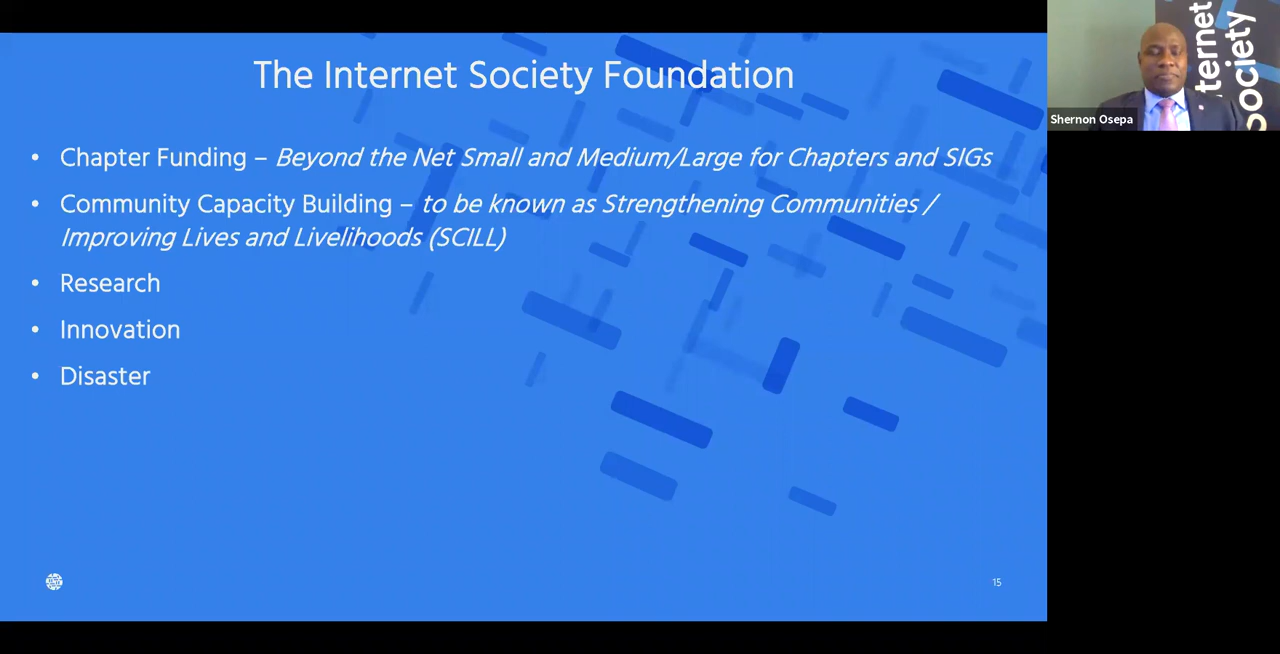 The Internet Society Foundation
• Chapter Funding – Beyond the Net Small and Medium/Large for Chapters and SIGs
• Community Capacity Building – to be known as Strengthening Communities /
Improving Lives and Livelihoods (SCILL)
• Research
• Innovation
• Disaster
15
Shernon Osepa
ternet
ociety